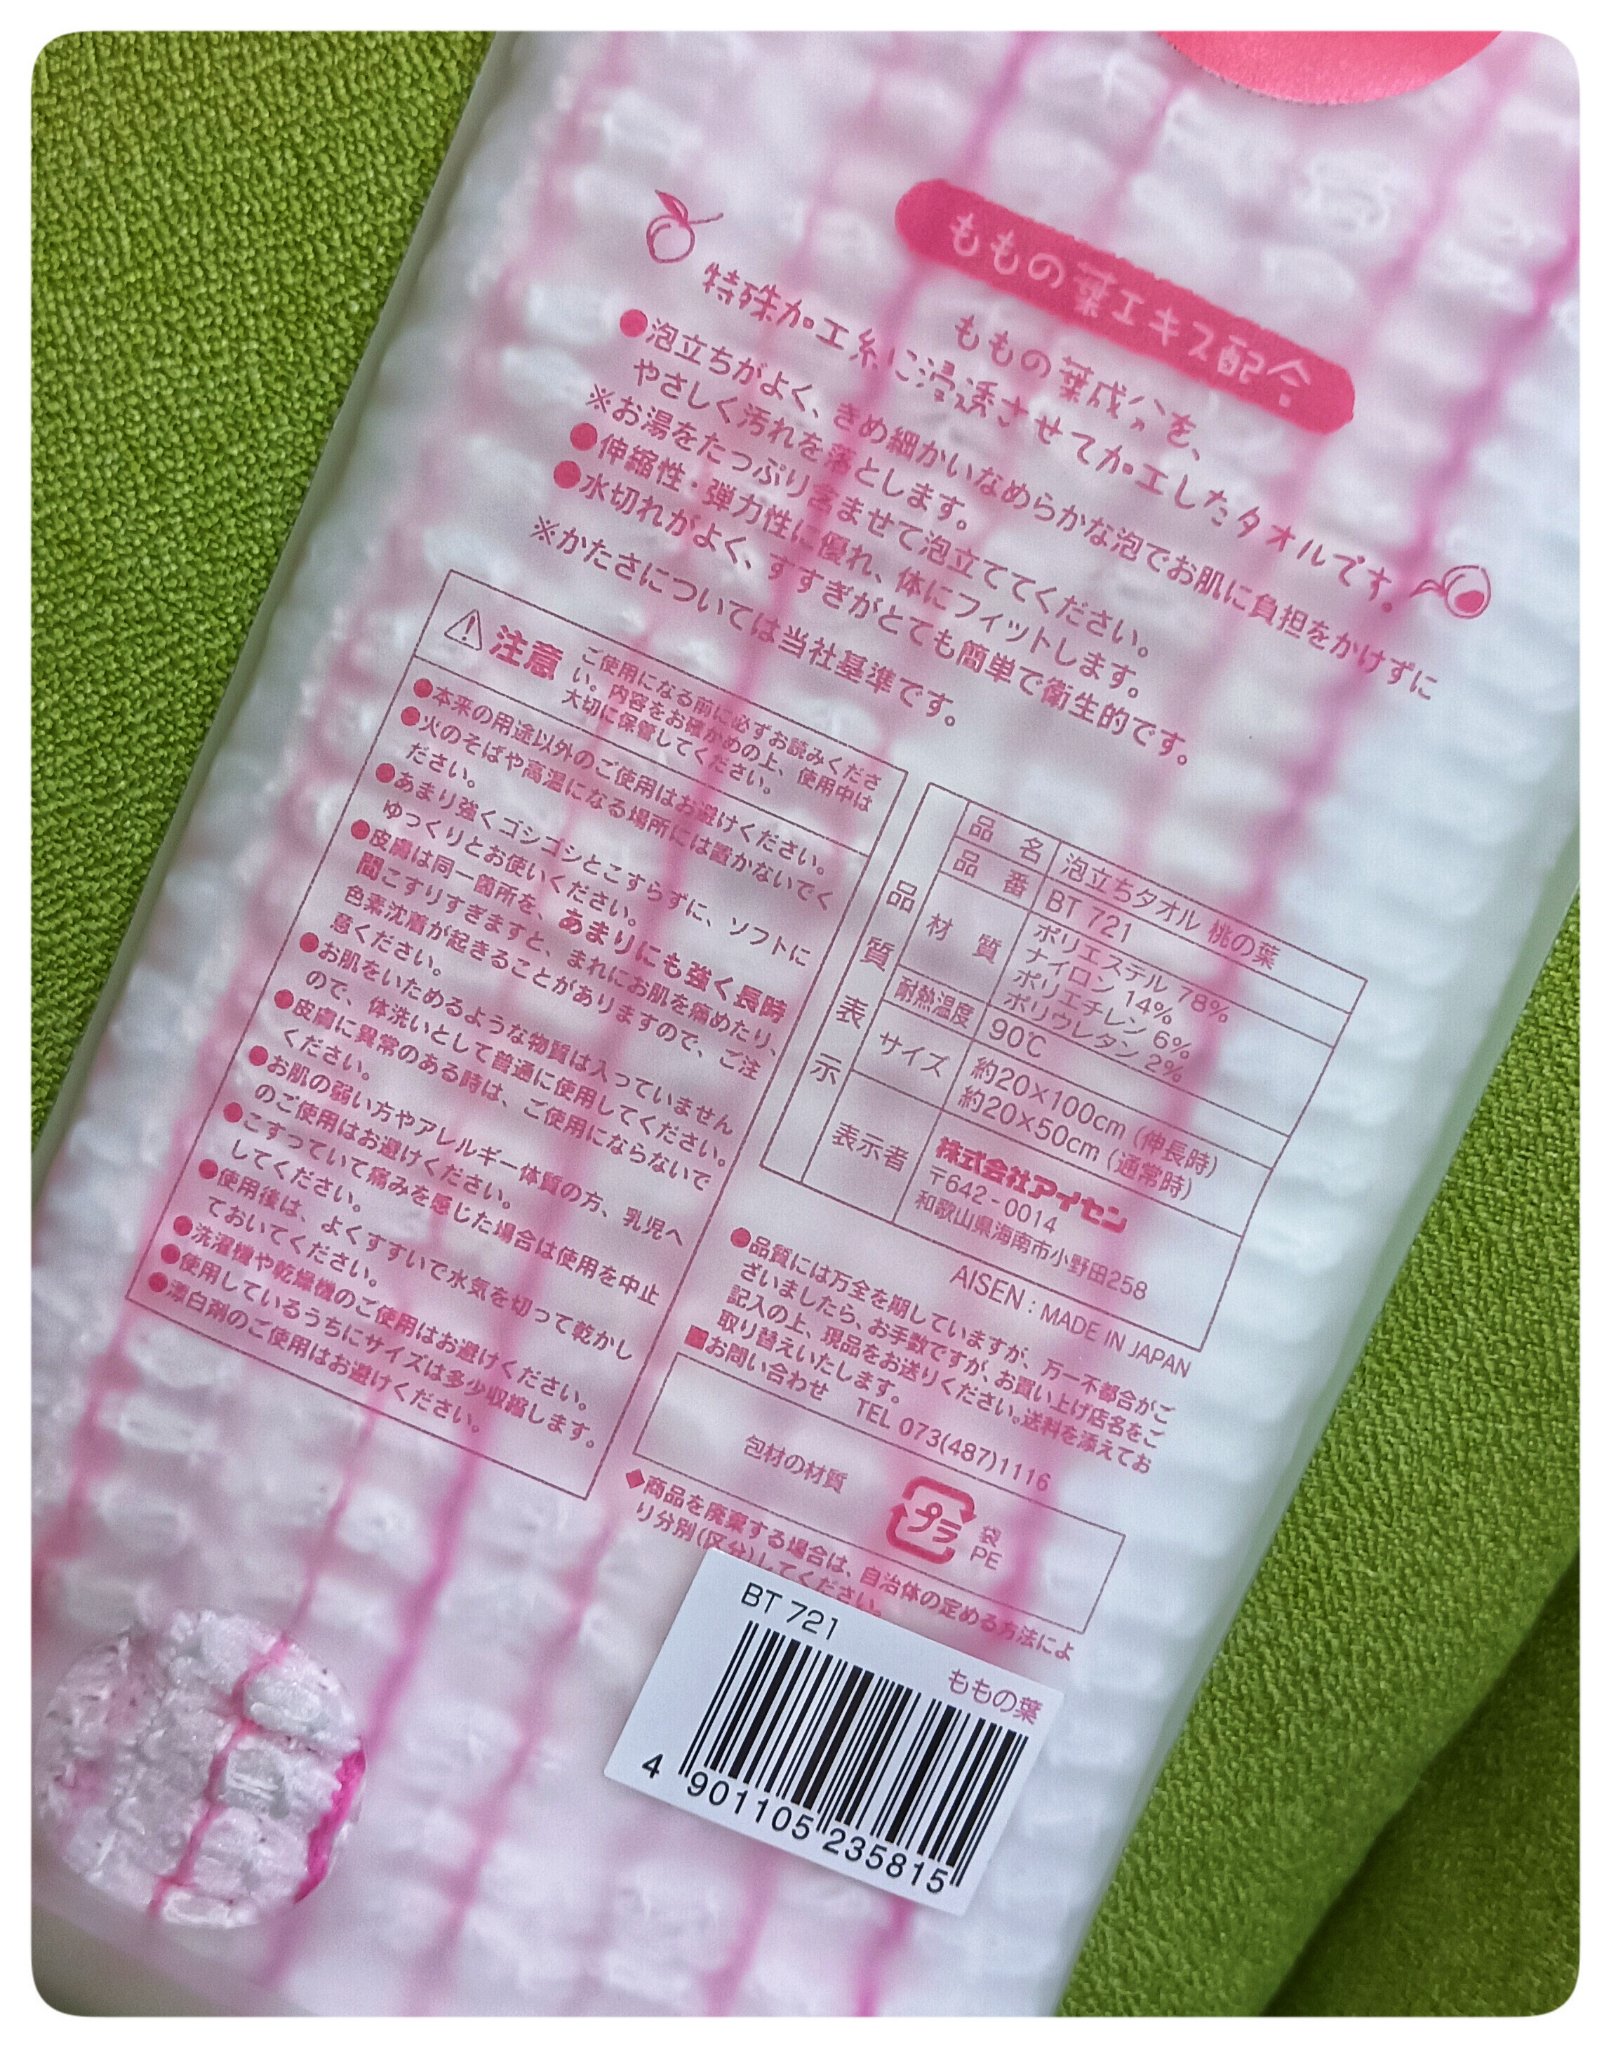 ももの葉エキス配合
ももの葉成分を、
特殊加工糸に浸透させて加工したタオルです。
●泡立ちがよく、きめ細かいなめらかな泡でお肌に負担をかけずに
やさしく汚れを落とします。
※お湯をたっぷり含ませて泡立ててください。
●伸縮性・弾力性に優れ、体にフィットします。
●水切れがよく、すすぎがとても簡単で衛生的です。
※かたさについては当社基準です。
注意
ご使用になる前に必ずお読みくださ
い。内容をお確かめの上、使用中は
大切に保管してください。
●本来の用途以外のご使用はお避けください。
●火のそばや高温になる場所には置かないでく
ださい。
●あまり強くゴシゴシとこすらずに、ソフトに
ゆっくりとお使いください。
●皮膚は同一箇所を、あまりにも強く長時
間こすりすぎますと、まれにお肌を痛めたり、
色素沈着が起きることがありますので、ご注
意ください。
●お肌をいためるような物質は入っていません
ので、体洗いとして普通に使用してください。
●皮膚に異常のある時は、ご使用にならないで
ください。
●お肌の弱い方やアレルギー体質の方、乳児へ
のご使用はお避けください。
●こすっていて痛みを感じた場合は使用を中止
してください。
●使用後は、よくすすいで水気を切って乾かし
ておいてください。
●洗濯機や乾燥機のご使用はお避けください。
●使用しているうちにサイズは多少収縮します。
●漂白剤のご使用はお避けください。
品質表示
品名 泡立ちタオル 桃の葉
品番 BT 721
材質 ポリエステル 78%
ナイロン 14%
ポリエチレン 6%
ポリウレタン 2%
耐熱温度 90℃
サイズ 約20×100cm (伸長時)
約20×50cm (通常時)
表示者 株式会社アイセン
〒642-0014
和歌山県海南市小野田258
AISEN : MADE IN JAPAN
●品質には万全を期していますが、万一不都合がご
ざいましたら、お手数ですが、お買い上げ店名をご
記入の上、現品をお送りください。送料を添えてお
取り替えいたします。
■お問い合わせ TEL 073(487)1116
包材の材質
プラ
袋
PE
◆商品を廃棄する場合は、自治体の定める方法によ
り分別(区分)してください。
BT 721
ももの葉
4 901105 235815